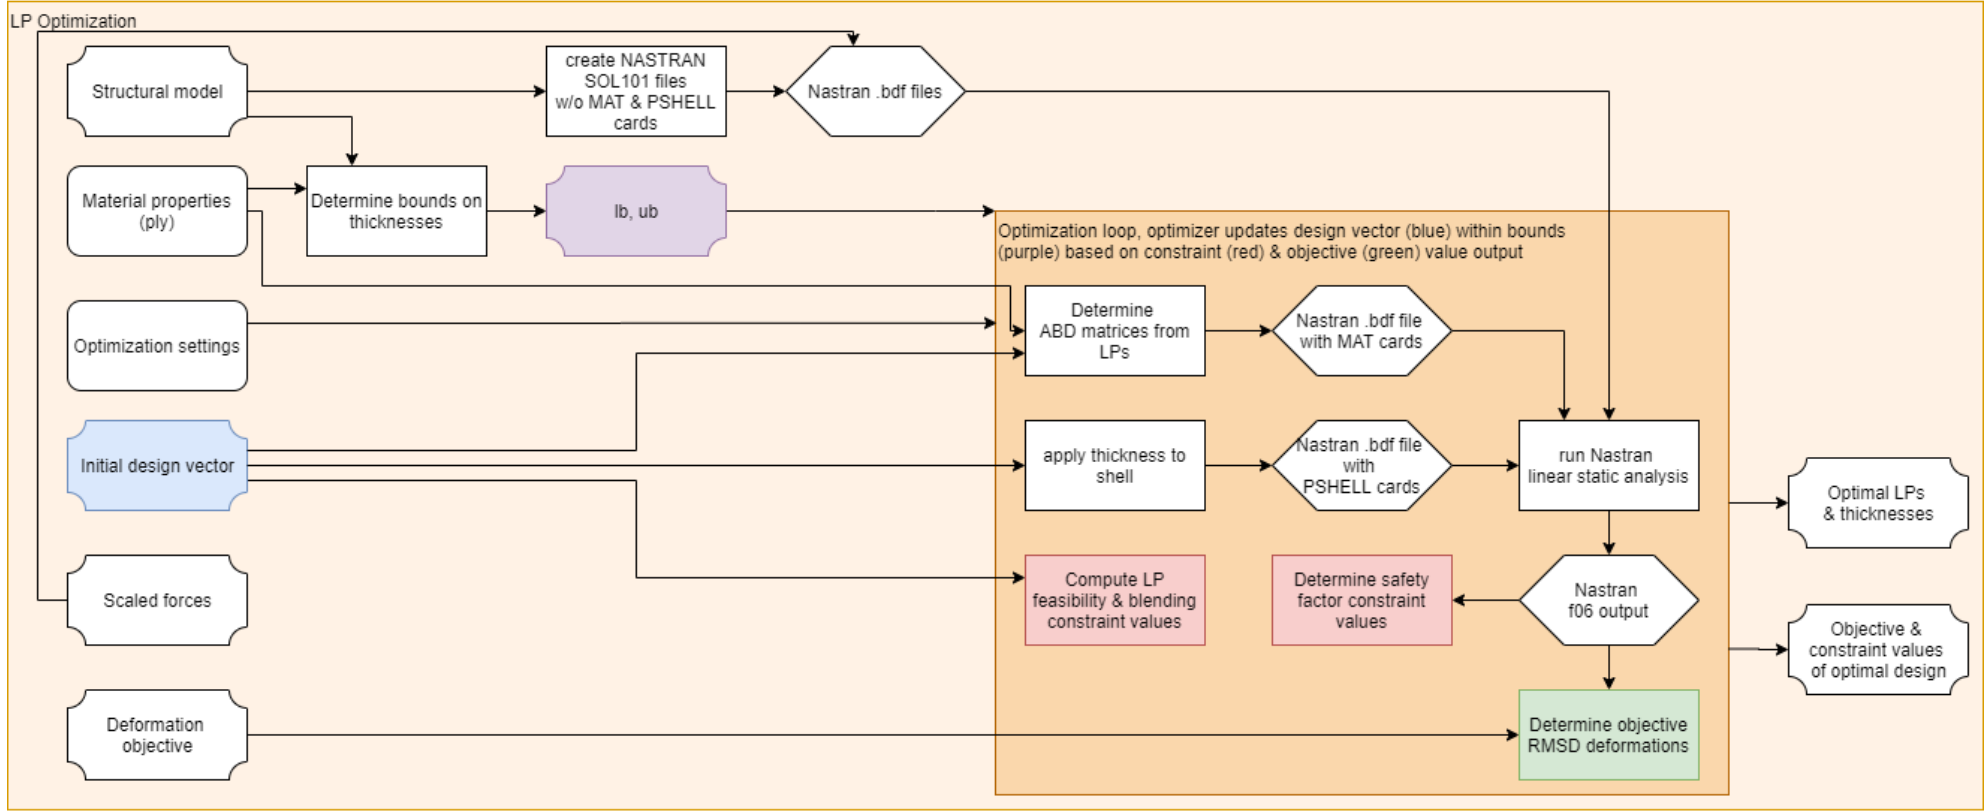 LP Optimization
Structural model
create NASTRAN
SOL101 files
w/o MAT & PSHELL
cards
Nastran .bdf files
Material properties
(ply)
Determine bounds on
thicknesses
lb, ub
Optimization loop, optimizer updates design vector (blue) within bounds
(purple) based on constraint (red) & objective (green) value output
Optimization settings
Determine
ABD matrices from
LPs
Nastran .bdf file
with MAT cards
Initial design vector
apply thickness to
shell
Nastran .bdf file
with
PSHELL cards
run Nastran
linear static analysis
Optimal LPs
& thicknesses
Scaled forces
Compute LP
feasibility & blending
constraint values
Determine safety
factor constraint
values
Nastran
f06 output
Objective &
constraint values
of optimal design
Deformation
objective
Determine objective
RMSD deformations